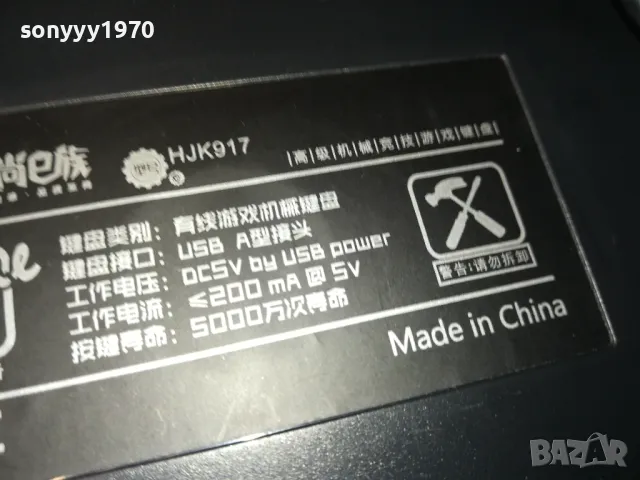 sonyyy1970
尚巴族 HJK917 |高|级|机|械|竞|技|游|戏|键|盘|
键盘类别: 有线游戏机械键盘
键盘接口: USB A型接头
工作电压: DC5V by USB power
工作电流: ≤200 mA @ 5V
按键寿命: 5000万次寿命
警告:请勿拆卸
Made in China
BAZAR